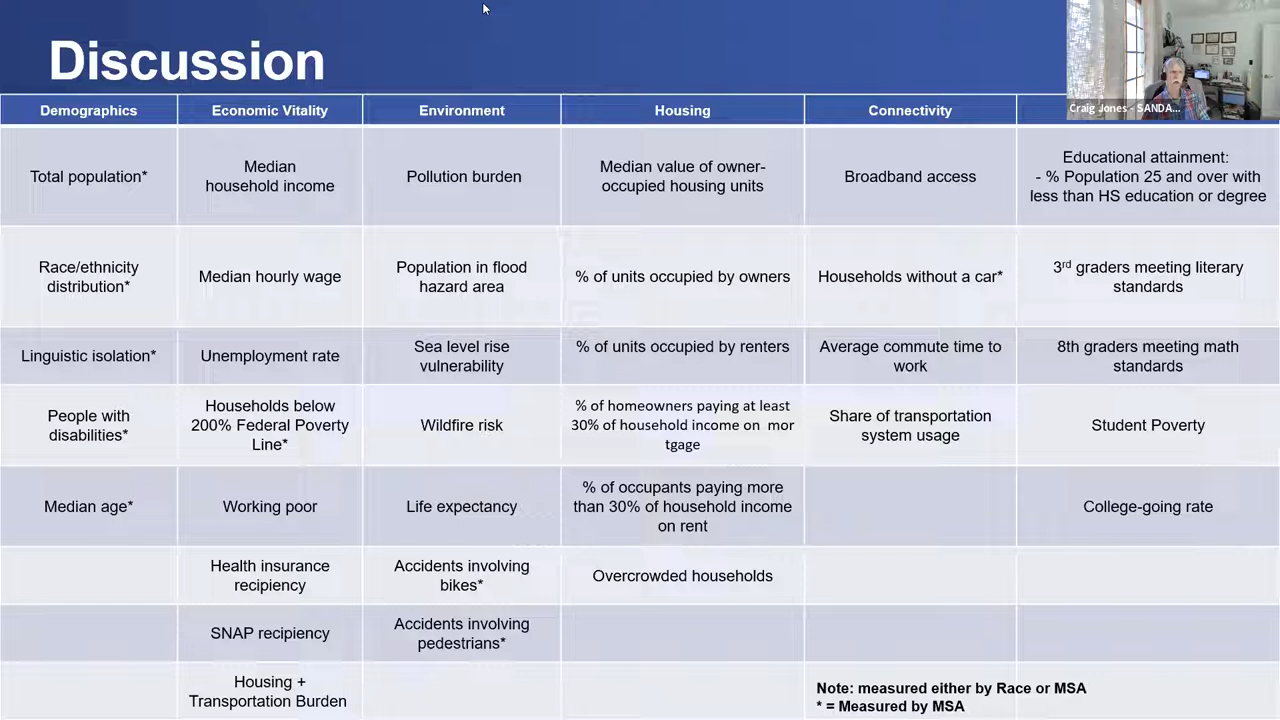 Discussion
Craig Jones - SANDA...
Demographics
Economic Vitality
Environment
Housing
Connectivity
Total population*
Median
household income
Pollution burden
Median value of owner-
occupied housing units
Broadband access
Educational attainment:
- % Population 25 and over with
less than HS education or degree
Race/ethnicity
distribution*
Median hourly wage
Population in flood
hazard area
% of units occupied by owners
Households without a car*
3rd graders meeting literary
standards
Linguistic isolation*
Unemployment rate
Sea level rise
vulnerability
% of units occupied by renters
Average commute time to
work
8th graders meeting math
standards
People with
disabilities*
Households below
200% Federal Poverty
Line*
Wildfire risk
% of homeowners paying at least
30% of household income on  mor
tgage
Share of transportation
system usage
Student Poverty
Median age*
Working poor
Life expectancy
% of occupants paying more
than 30% of household income
on rent
College-going rate
Health insurance
recipiency
Accidents involving
bikes*
Overcrowded households
SNAP recipiency
Accidents involving
pedestrians*
Housing +
Transportation Burden
Note: measured either by Race or MSA
* = Measured by MSA